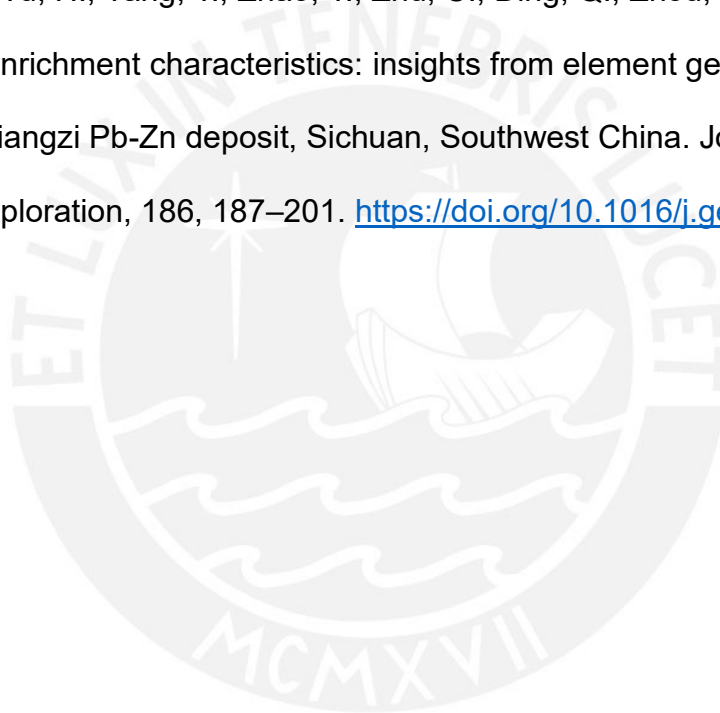 nrichment characteristics: insights from element ge
iangzi Pb-Zn deposit, Sichuan, Southwest China. Jo
ploration, 186, 187–201. https://doi.org/10.1016/j.ge
ET LUX IN TENEBRIS LUCET
MCMXVII